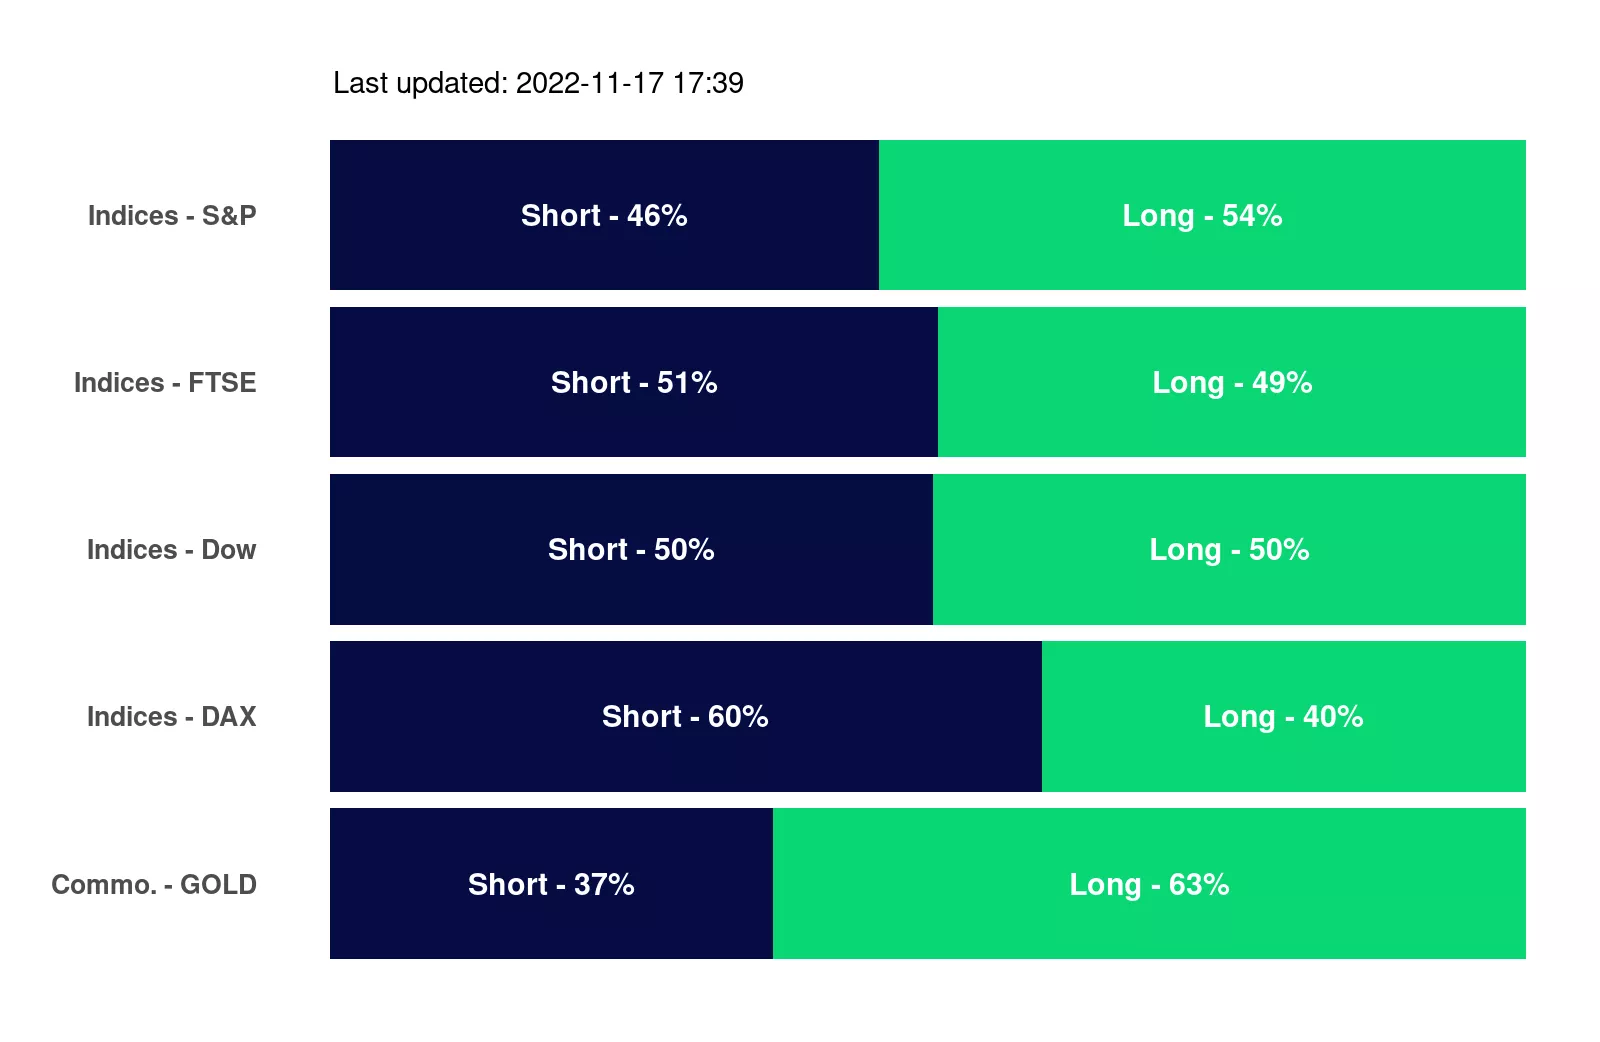 Last updated: 2022-11-17 17:39
Indices - S&P Short - 46% Long - 54%
Indices - FTSE Short - 51% Long - 49%
Indices - Dow Short - 50% Long - 50%
Indices - DAX Short - 60% Long - 40%
Commo. - GOLD Short - 37% Long - 63%